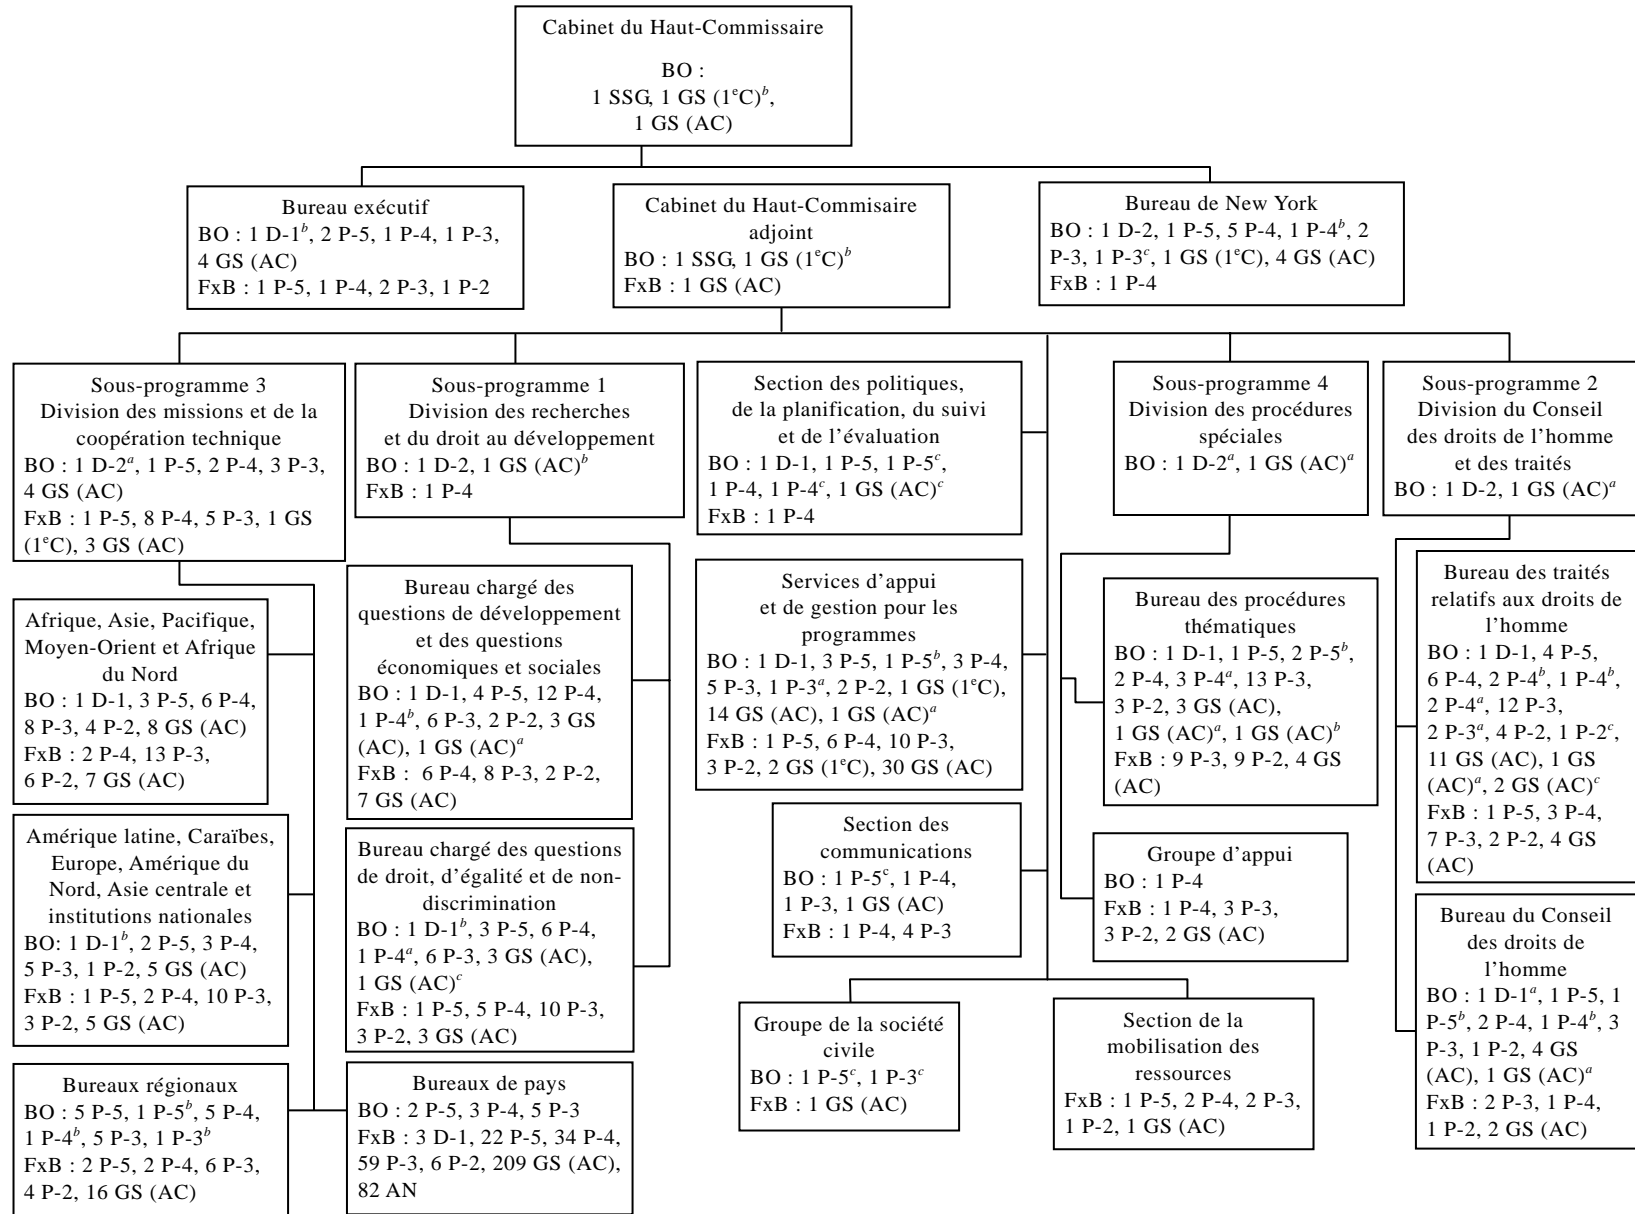 Cabinet du Haut-Commissaire
BO :
1 SSG, 1 GS (1ᵉC)ᵇ,
1 GS (AC)
Bureau exécutif
BO : 1 D-1ᵇ, 2 P-5, 1 P-4, 1 P-3,
4 GS (AC)
FxB : 1 P-5, 1 P-4, 2 P-3, 1 P-2
Cabinet du Haut-Commisaire
adjoint
BO : 1 SSG, 1 GS (1ᵉC)ᵇ
FxB : 1 GS (AC)
Bureau de New York
BO : 1 D-2, 1 P-5, 5 P-4, 1 P-4ᵇ, 2
P-3, 1 P-3ᶜ, 1 GS (1ᵉC), 4 GS (AC)
FxB : 1 P-4
Sous-programme 3
Division des missions et de la
coopération technique
BO : 1 D-2ᵃ, 1 P-5, 2 P-4, 3 P-3,
4 GS (AC)
FxB : 1 P-5, 8 P-4, 5 P-3, 1 GS
(1ᵉC), 3 GS (AC)
Sous-programme 1
Division des recherches
et du droit au développement
BO : 1 D-2, 1 GS (AC)ᵇ
FxB : 1 P-4
Section des politiques,
de la planification, du suivi
et de l’évaluation
BO : 1 D-1, 1 P-5, 1 P-5ᶜ,
1 P-4, 1 P-4ᶜ, 1 GS (AC)ᶜ
FxB : 1 P-4
Sous-programme 4
Division des procédures
spéciales
BO : 1 D-2ᵃ, 1 GS (AC)ᵃ
Sous-programme 2
Division du Conseil
des droits de l’homme
et des traités
BO : 1 D-2, 1 GS (AC)ᵃ
Afrique, Asie, Pacifique,
Moyen-Orient et Afrique
du Nord
BO : 1 D-1, 3 P-5, 6 P-4,
8 P-3, 4 P-2, 8 GS (AC)
FxB : 2 P-4, 13 P-3,
6 P-2, 7 GS (AC)
Bureau chargé des
questions de développement
et des questions
économiques et sociales
BO : 1 D-1, 4 P-5, 12 P-4,
1 P-4ᵇ, 6 P-3, 2 P-2, 3 GS
(AC), 1 GS (AC)ᵃ
FxB : 6 P-4, 8 P-3, 2 P-2,
7 GS (AC)
Services d’appui
et de gestion pour les
programmes
BO : 1 D-1, 3 P-5, 1 P-5ᵇ, 3 P-4,
5 P-3, 1 P-3ᵃ, 2 P-2, 1 GS (1ᵉC),
14 GS (AC), 1 GS (AC)ᵃ
FxB : 1 P-5, 6 P-4, 10 P-3,
3 P-2, 2 GS (1ᵉC), 30 GS (AC)
Bureau des procédures
thématiques
BO : 1 D-1, 1 P-5, 2 P-5ᵇ,
2 P-4, 3 P-4ᵃ, 13 P-3,
3 P-2, 3 GS (AC),
1 GS (AC)ᵃ, 1 GS (AC)ᵇ
FxB : 9 P-3, 9 P-2, 4 GS
(AC)
Bureau des traités
relatifs aux droits de
l’homme
BO : 1 D-1, 4 P-5,
6 P-4, 2 P-4ᵇ, 1 P-4ᵇ,
2 P-4ᵃ, 12 P-3,
2 P-3ᵃ, 4 P-2, 1 P-2ᶜ,
11 GS (AC), 1 GS
(AC)ᵃ, 2 GS (AC)ᶜ
FxB : 1 P-5, 3 P-4,
7 P-3, 2 P-2, 4 GS
(AC)
Amérique latine, Caraïbes,
Europe, Amérique du
Nord, Asie centrale et
institutions nationales
BO: 1 D-1ᵇ, 2 P-5, 3 P-4,
5 P-3, 1 P-2, 5 GS (AC)
FxB : 1 P-5, 2 P-4, 10 P-3,
3 P-2, 5 GS (AC)
Bureau chargé des questions
de droit, d’égalité et de non-
discrimination
BO : 1 D-1ᵇ, 3 P-5, 6 P-4,
1 P-4ᵃ, 6 P-3, 3 GS (AC),
1 GS (AC)ᶜ
FxB : 1 P-5, 5 P-4, 10 P-3,
3 P-2, 3 GS (AC)
Section des
communications
BO : 1 P-5ᶜ, 1 P-4,
1 P-3, 1 GS (AC)
FxB : 1 P-4, 4 P-3
Groupe d’appui
BO : 1 P-4
FxB : 1 P-4, 3 P-3,
3 P-2, 2 GS (AC)
Bureau du Conseil
des droits de
l’homme
BO : 1 D-1ᵃ, 1 P-5, 1
P-5ᵇ, 2 P-4, 1 P-4ᵇ, 3
P-3, 1 P-2, 4 GS
(AC), 1 GS (AC)ᵃ
FxB : 2 P-3, 1 P-4,
1 P-2, 2 GS (AC)
Bureaux régionaux
BO : 5 P-5, 1 P-5ᵇ, 5 P-4,
1 P-4ᵇ, 5 P-3, 1 P-3ᵇ
FxB : 2 P-5, 2 P-4, 6 P-3,
4 P-2, 16 GS (AC)
Bureaux de pays
BO : 2 P-5, 3 P-4, 5 P-3
FxB : 3 D-1, 22 P-5, 34 P-4,
59 P-3, 6 P-2, 209 GS (AC),
82 AN
Groupe de la société
civile
BO : 1 P-5ᶜ, 1 P-3ᶜ
FxB : 1 GS (AC)
Section de la
mobilisation des
ressources
FxB : 1 P-5, 2 P-4, 2 P-3,
1 P-2, 1 GS (AC)